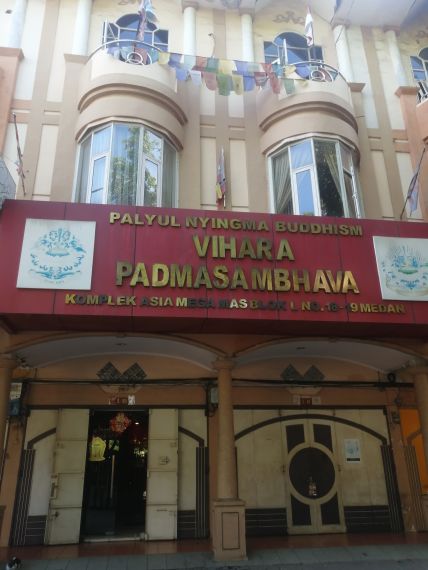 PALYUL NYINGMA BUDDHISM
VIHARA
PADMASAMBHAVA
KOMPLEK ASIA MEGA MAS BLOK L NO. 18 - 19 MEDAN